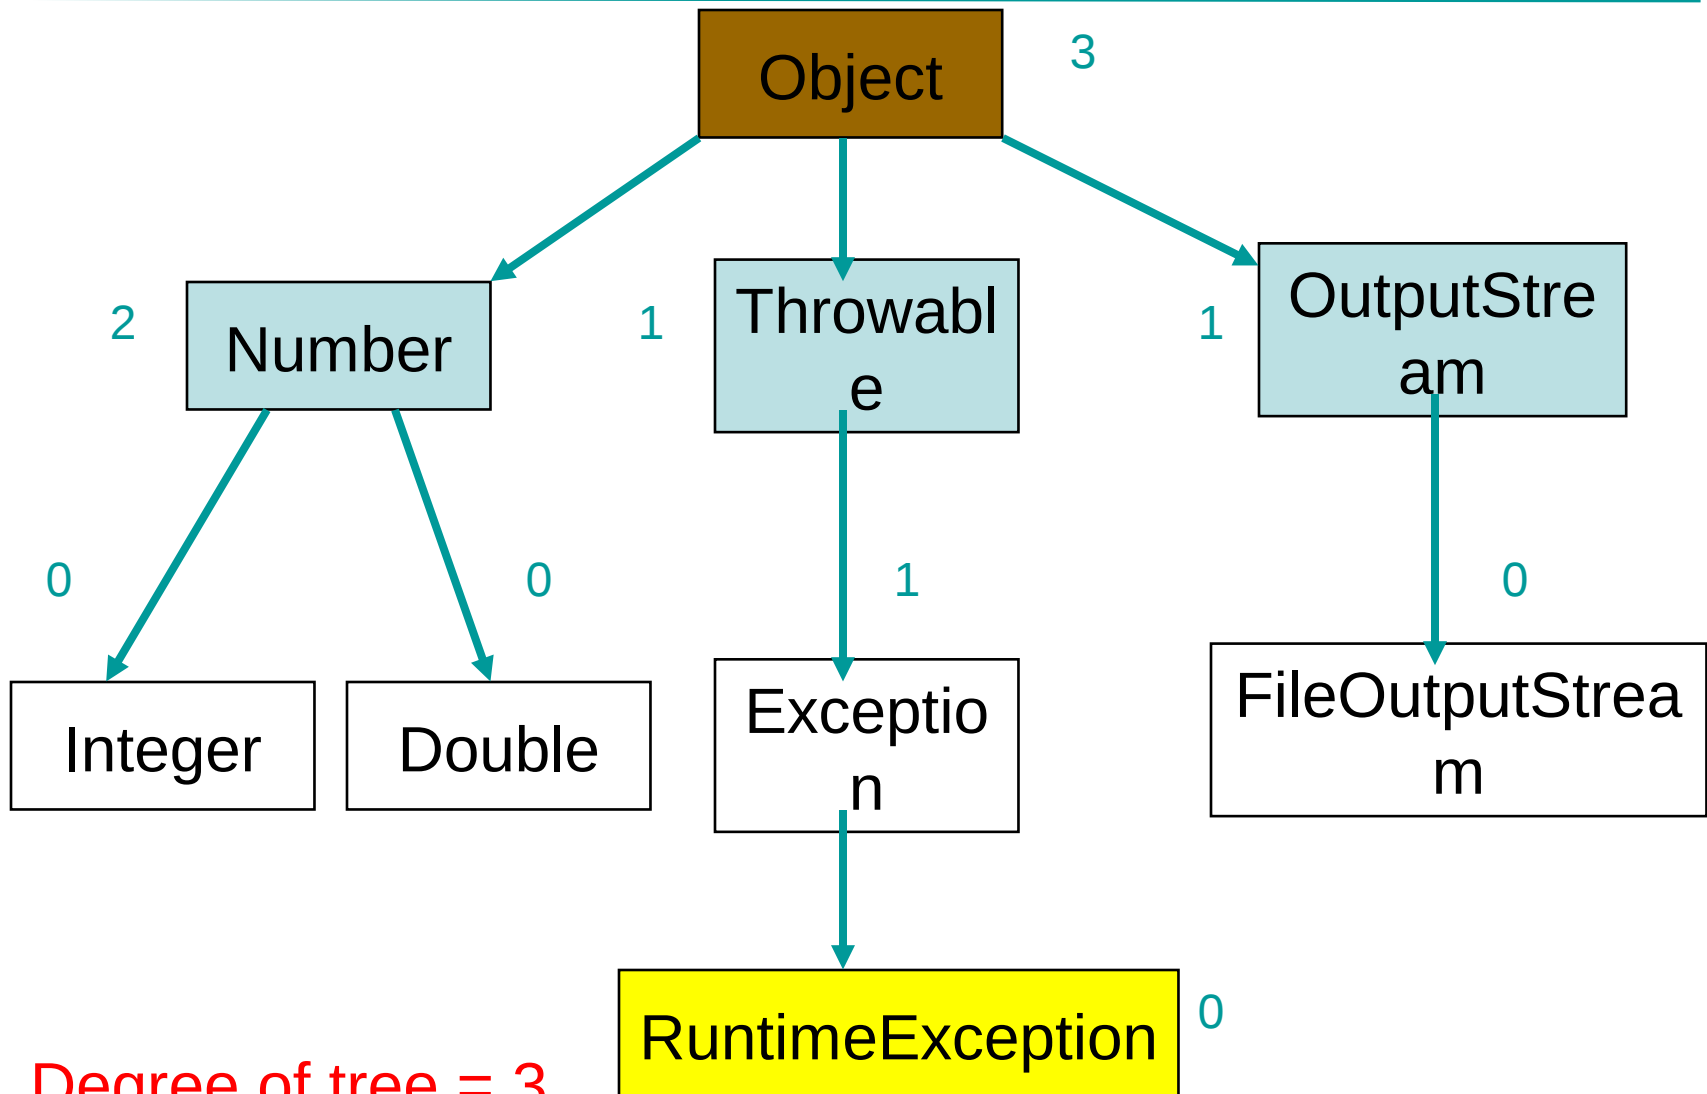 Object
3
2
Number
1
Throwabl
e
1
OutputStre
am
0
0
1
0
Integer
Double
Exceptio
n
FileOutputStrea
m
RuntimeException
0
Degree of tree = 3